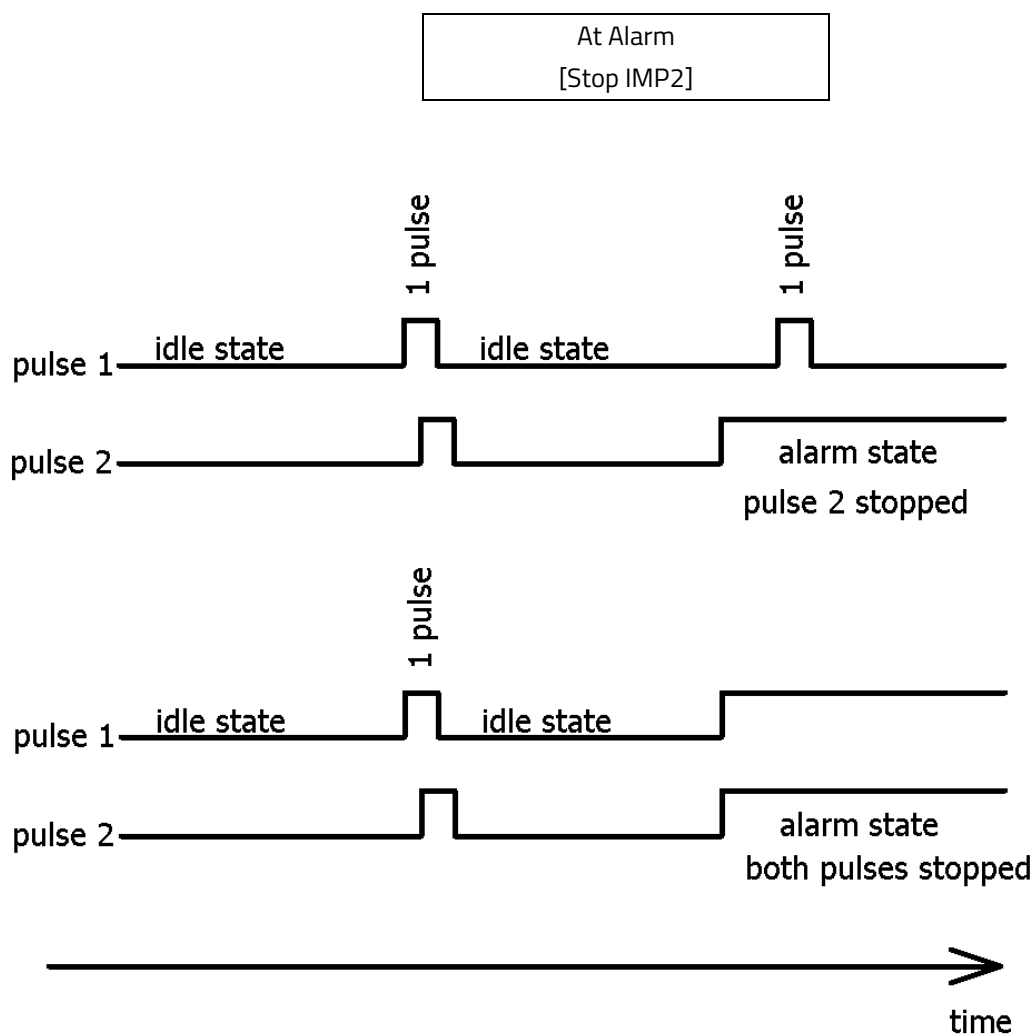 At Alarm
[Stop IMP2]
1 pulse
1 pulse
idle state
idle state
pulse 1
pulse 2
alarm state
pulse 2 stopped
1 pulse
idle state
idle state
pulse 1
pulse 2
alarm state
both pulses stopped
time